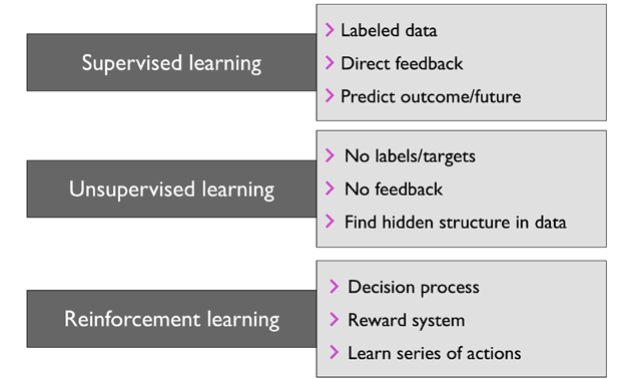 Supervised learning
Labeled data
Direct feedback
Predict outcome/future
Unsupervised learning
No labels/targets
No feedback
Find hidden structure in data
Reinforcement learning
Decision process
Reward system
Learn series of actions